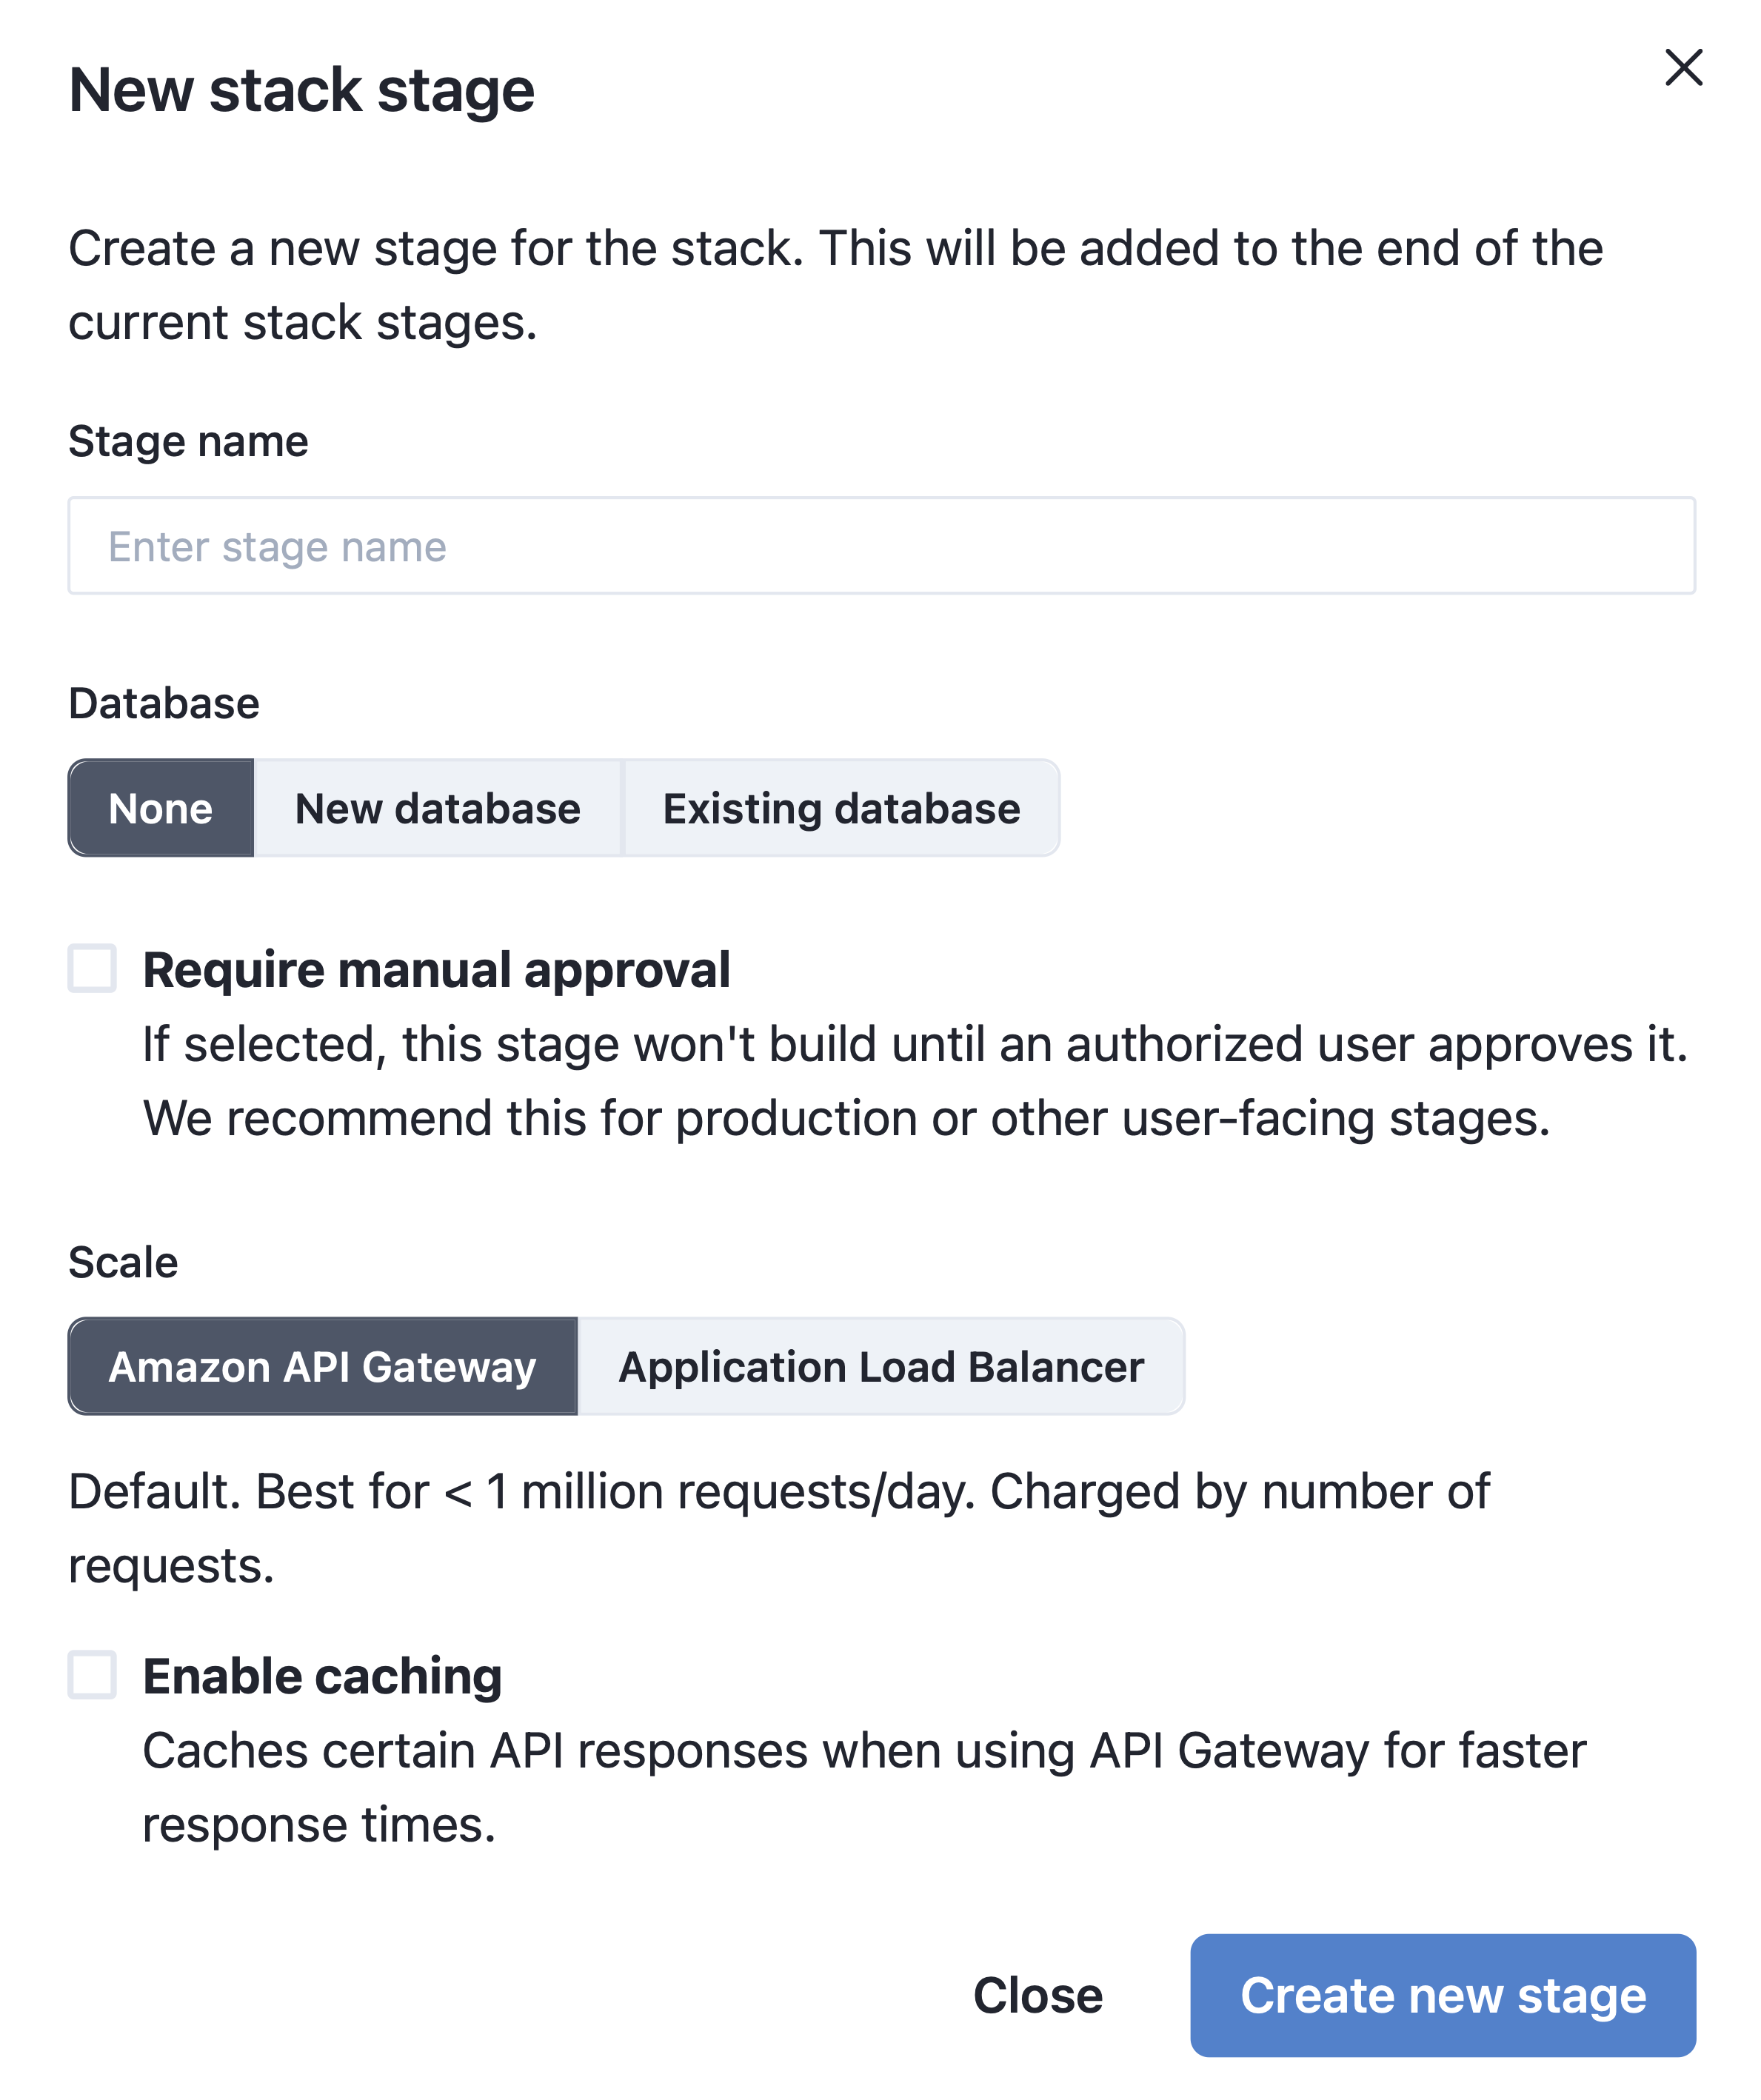 New stack stage
Create a new stage for the stack. This will be added to the end of the
current stack stages.
Stage name
Enter stage name
Database
None New database Existing database
Require manual approval
If selected, this stage won't build until an authorized user approves it.
We recommend this for production or other user-facing stages.
Scale
Amazon API Gateway Application Load Balancer
Default. Best for < 1 million requests/day. Charged by number of
requests.
Enable caching
Caches certain API responses when using API Gateway for faster
response times.
Close Create new stage